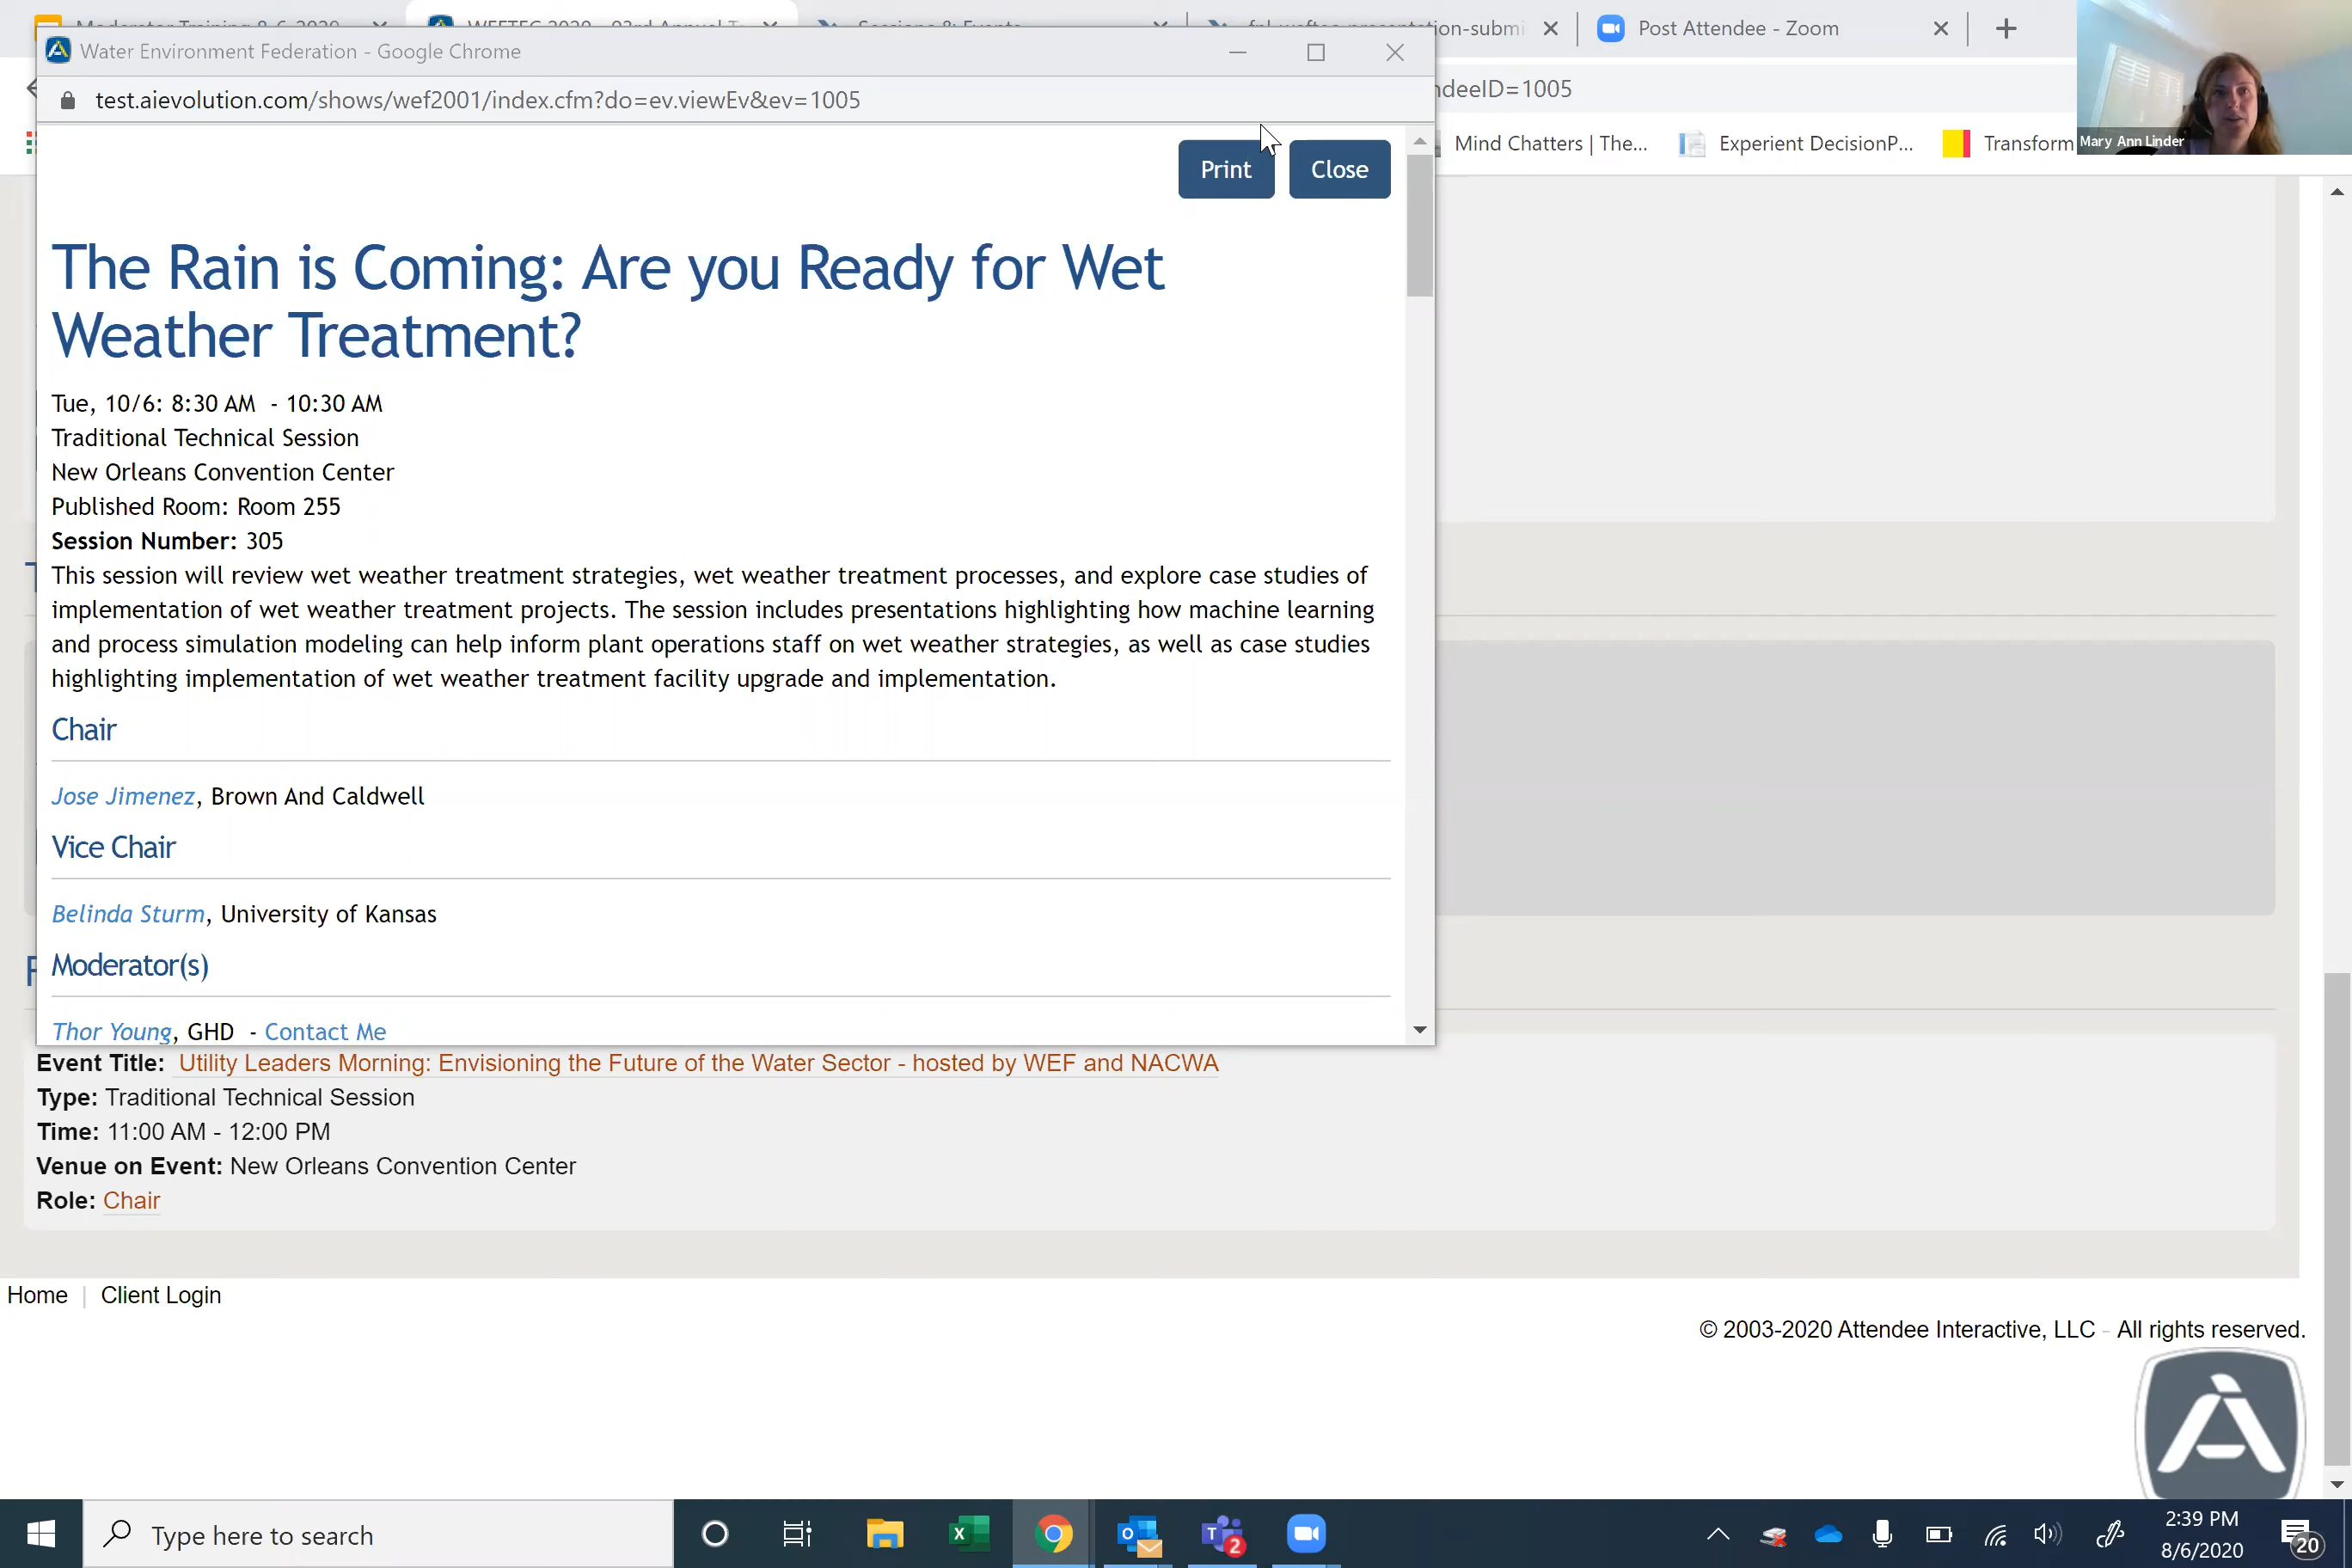 Post Attendee - Zoom
Water Environment Federation - Google Chrome
test.aievolution.com/shows/wef2001/index.cfm?do=ev.viewEv&ev=1005
ndeeID=1005
Mind Chatters | The...
Experient DecisionP...
Transform
Mary Ann Linder
Print
Close
The Rain is Coming: Are you Ready for Wet
Weather Treatment?
Tue, 10/6: 8:30 AM - 10:30 AM
Traditional Technical Session
New Orleans Convention Center
Published Room: Room 255
Session Number: 305
This session will review wet weather treatment strategies, wet weather treatment processes, and explore case studies of
implementation of wet weather treatment projects. The session includes presentations highlighting how machine learning
and process simulation modeling can help inform plant operations staff on wet weather strategies, as well as case studies
highlighting implementation of wet weather treatment facility upgrade and implementation.
Chair
Jose Jimenez, Brown And Caldwell
Vice Chair
Belinda Sturm, University of Kansas
Moderator(s)
Thor Young, GHD - Contact Me
Event Title: Utility Leaders Morning: Envisioning the Future of the Water Sector - hosted by WEF and NACWA
Type: Traditional Technical Session
Time: 11:00 AM - 12:00 PM
Venue on Event: New Orleans Convention Center
Role: Chair
Home | Client Login
© 2003-2020 Attendee Interactive, LLC - All rights reserved.
Type here to search
2
2:39 PM
8/6/2020
20